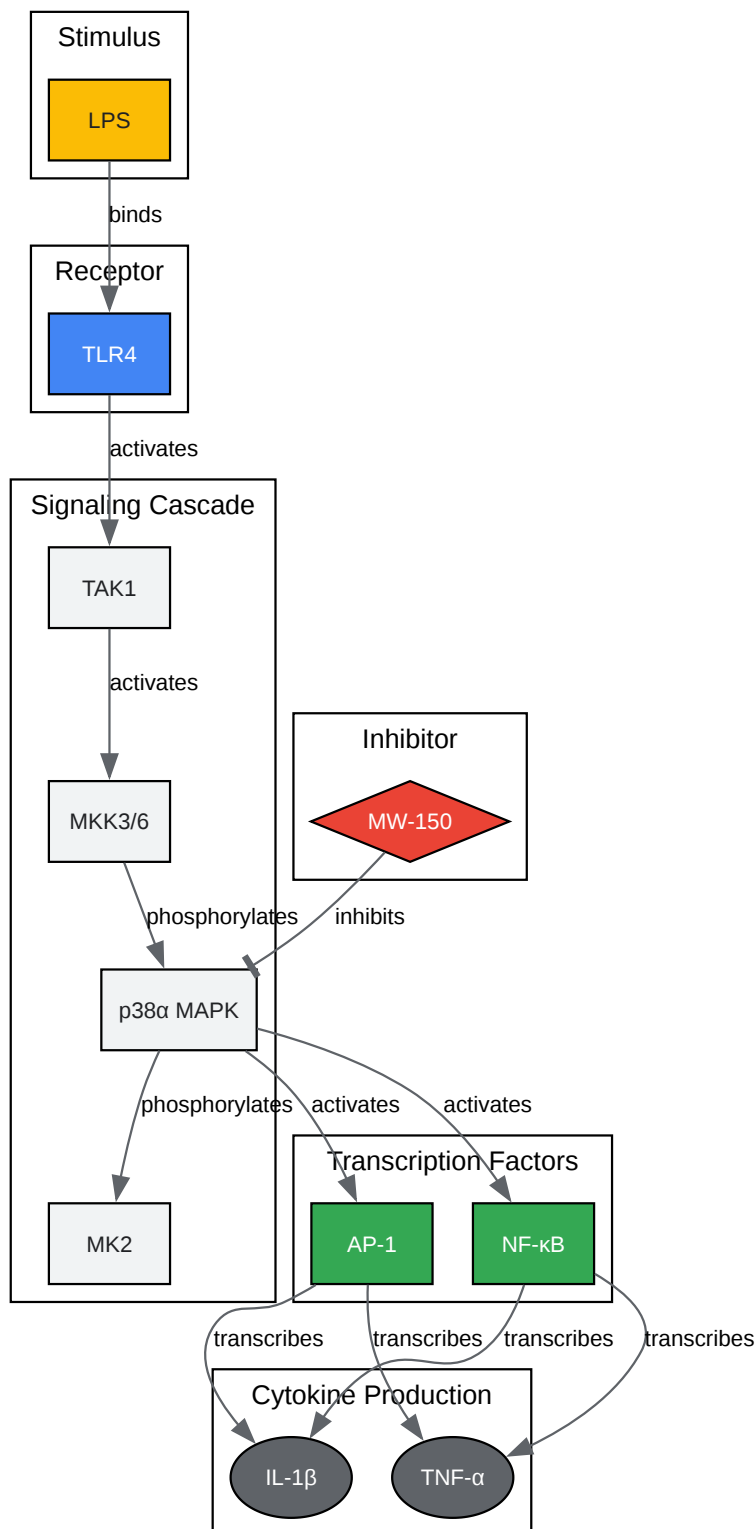 Stimulus
LPS
binds
Receptor
TLR4
activates
Signaling Cascade
TAK1
activates
Inhibitor
MKK3/6
MW-150
phosphorylates
inhibits
p38α MAPK
phosphorylates
activates
activates
Transcription Factors
MK2
AP-1
NF-κB
transcribes
transcribes
transcribes
transcribes
Cytokine Production
IL-1β
TNF-α